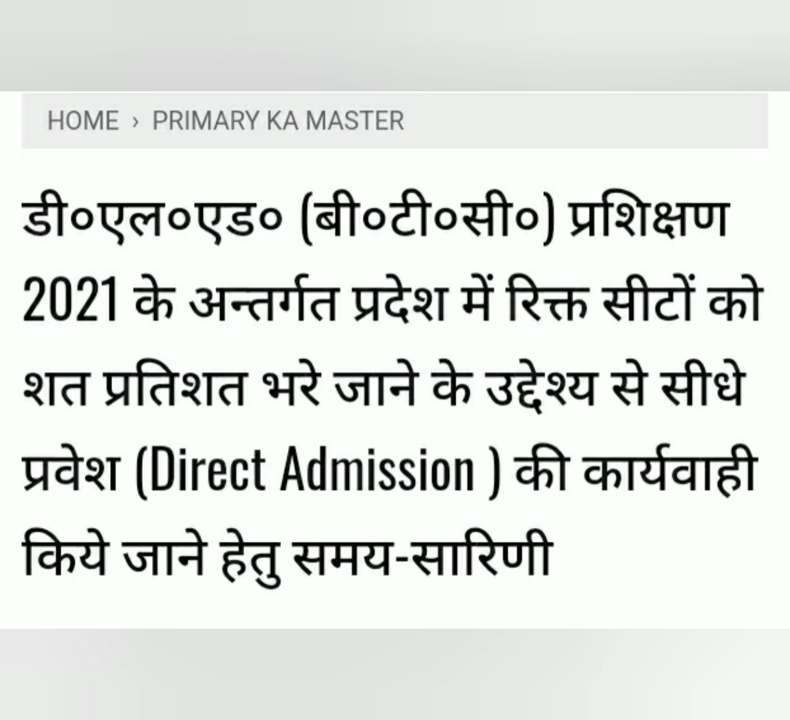 HOME › PRIMARY KA MASTER
डी०एल०एड० (बी०टी०सी०) प्रशिक्षण
2021 के अन्तर्गत प्रदेश में रिक्त सीटों को
शत प्रतिशत भरे जाने के उद्देश्य से सीधे
प्रवेश (Direct Admission ) की कार्यवाही
किये जाने हेतु समय-सारिणी